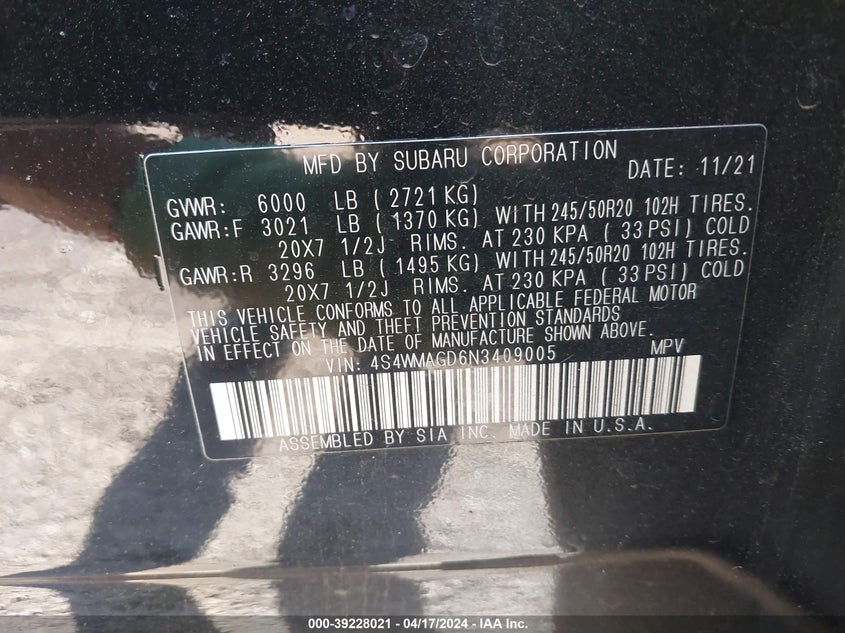 MFD BY SUBARU CORPORATION DATE: 11/21
GVWR: 6000 LB ( 2721 KG)
GAWR:F 3021 LB ( 1370 KG) WITH 245/50R20 102H TIRES.
20X7 1/2J RIMS. AT 230 KPA ( 33 PSI) COLD
GAWR:R 3296 LB ( 1495 KG) WITH 245/50R20 102H TIRES.
20X7 1/2J RIMS. AT 230 KPA ( 33 PSI) COLD
THIS VEHICLE CONFORMS TO ALL APPLICABLE FEDERAL MOTOR
VEHICLE SAFETY AND THEFT PREVENTION STANDARDS
IN EFFECT ON THE DATE OF MANUFACTURE SHOWN ABOVE.
VIN: 4S4WMAGD6N3409005 MPV
ASSEMBLED BY SIA INC. MADE IN U.S.A.
000-39228021 - 04/17/2024 - IAA Inc.